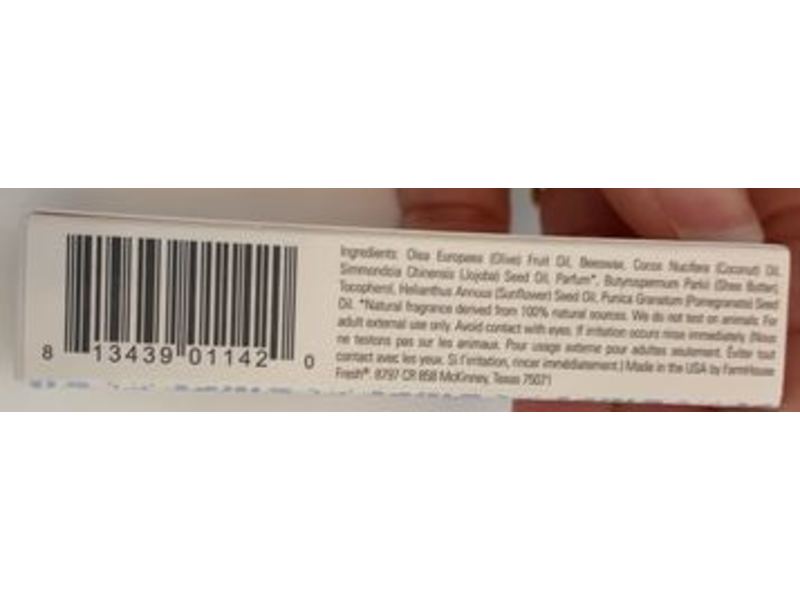 Ingredients: Olea Europaea (Olive) Fruit Oil, Beeswax, Cocos Nucifera (Coconut) Oil,
Simmondsia Chinensis (Jojoba) Seed Oil, Parfum*, Butyrospermum Parkii (Shea Butter),
Tocopherol, Helianthus Annuus (Sunflower) Seed Oil, Punica Granatum (Pomegranate) Seed
Oil. *Natural fragrance derived from 100% natural sources. We do not test on animals. For
adult external use only. Avoid contact with eyes. If irritation occurs rinse immediately. (Nous
ne testons pas sur les animaux. Pour usage externe pour adultes seulement. Éviter tout
contact avec les yeux. Si l'irritation, rincer immédiatement.) Made in the USA by FarmHouse
Fresh®. 8797 CR 858 McKinney, Texas 75071
8 13439 01142 0